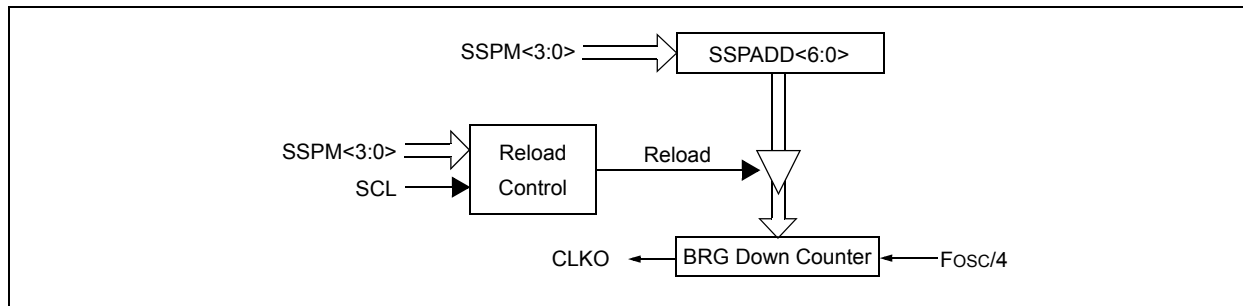 SSPM<3:0>
SSPADD<6:0>
SSPM<3:0>
SCL
Reload
Control
Reload
CLKO
BRG Down Counter
FOSC/4